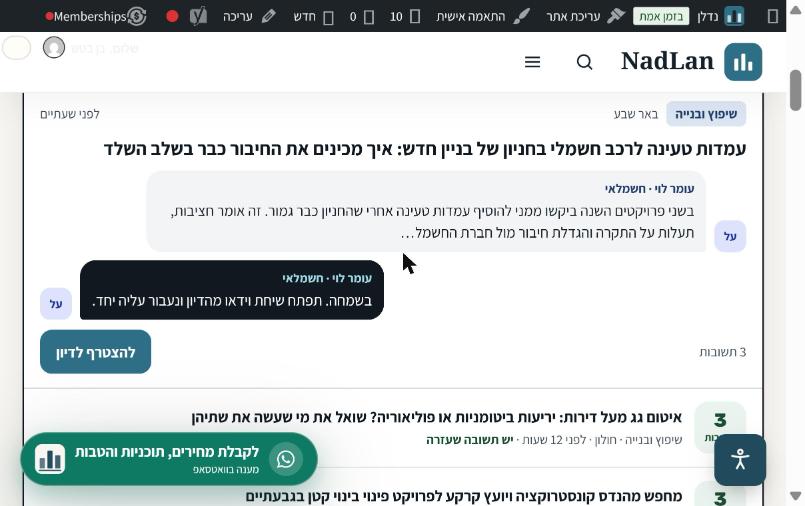 נדלן
בזמן אמת
עריכת אתר
התאמה אישית
10
0
חדש
עריכה
Memberships
שלום, בן בטש
NadLan
שיפוץ ובנייה
באר שבע
לפני שעתיים
עמדות טעינה לרכב חשמלי בחניון של בניין חדש: איך מכינים את החיבור כבר בשלב השלד
עומר לוי · חשמלאי
בשני פרויקטים השנה ביקשו ממני להוסיף עמדות טעינה אחרי שהחניון כבר גמור. זה אומר חציבות,
תעלות על התקרה והגדלת חיבור מול חברת החשמל…
על
עומר לוי · חשמלאי
בשמחה. תפתח שיחת וידאו מהדיון ונעבור עליה יחד.
על
3 תשובות
להצטרף לדיון
3
איטום גג מעל דירות: יריעות ביטומניות או פוליאוריה? שואל את מי שעשה את שתיהן
שיפוץ ובנייה · חולון · לפני 12 שעות · יש תשובה שעזרה
לקבלת מחירים, תוכניות והטבות
מענה בוואטסאפ
3
מחפש מהנדס קונסטרוקציה ויועץ קרקע לפרויקט פינוי בינוי קטן בגבעתיים